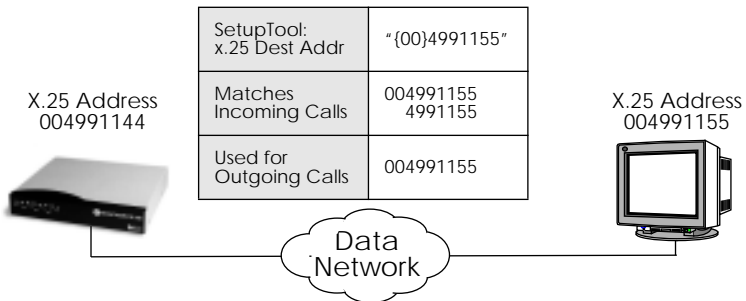 SetupTool:
x.25 Dest Addr
"{00}4991155"
Matches
Incoming Calls
004991155
4991155
Used for
Outgoing Calls
004991155
X.25 Address
004991144
X.25 Address
004991155
Data
Network